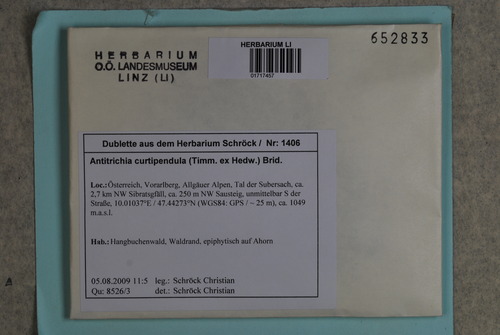 HERBARIUM
O.Ö. LANDESMUSEUM
LINZ (LI)
HERBARIUM LI
01717457
652833
Dublette aus dem Herbarium Schröck / Nr: 1406
Antitrichia curtipendula (Timm. ex Hedw.) Brid.
Loc.:Österreich, Vorarlberg, Allgäuer Alpen, Tal der Subersach, ca.
2,7 km NW Sibratsgfäll, ca. 250 m NW Sausteig, unmittelbar S der
Straße, 10.01037°E / 47.44273°N (WGS84: GPS / ~ 25 m), ca. 1049
m.a.s.l.
Hab.: Hangbuchenwald, Waldrand, epiphytisch auf Ahorn
05.08.2009 11:5 leg.: Schröck Christian
Qu: 8526/3 det.: Schröck Christian